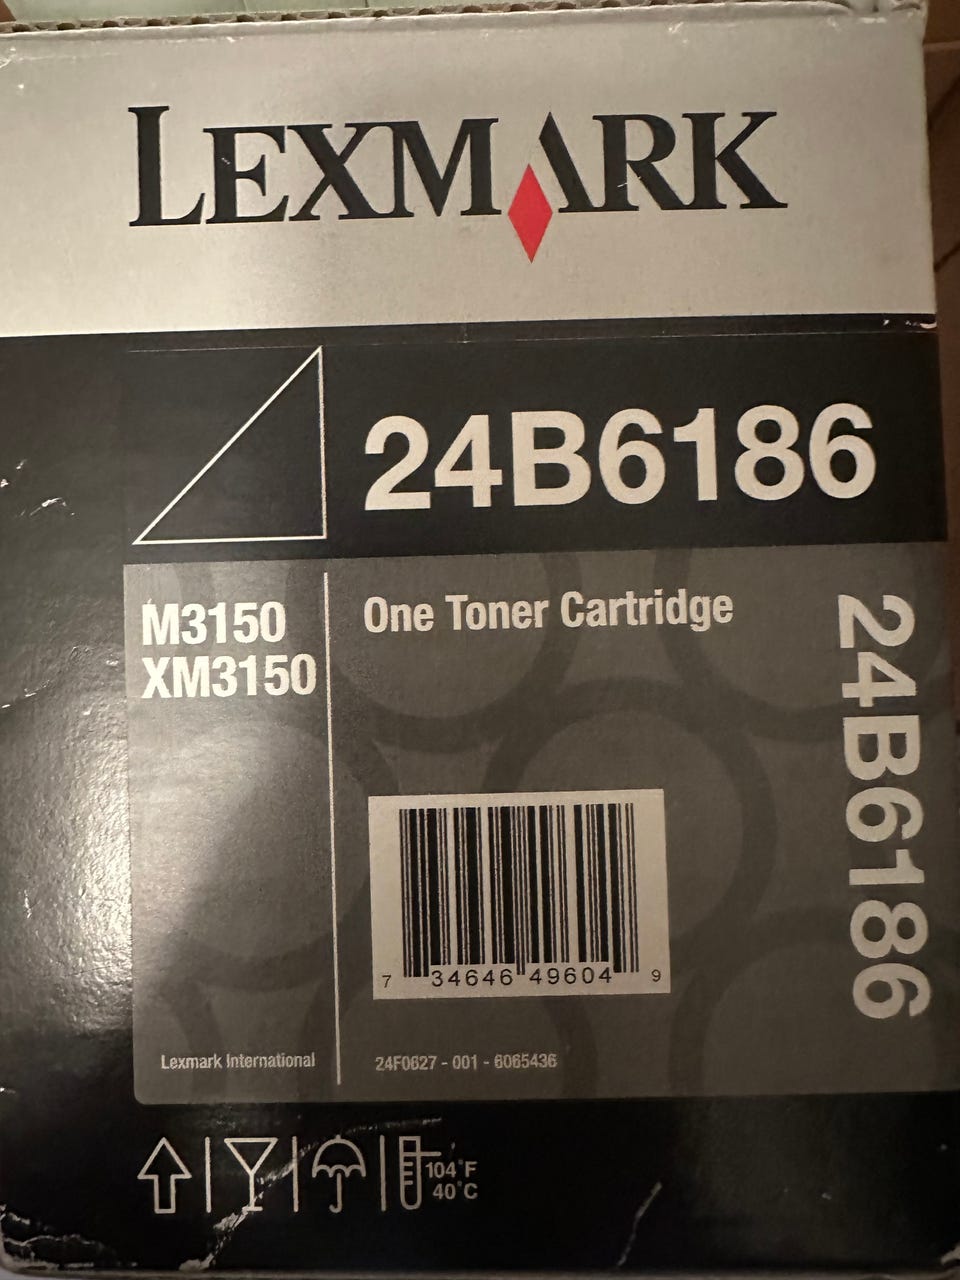 LEXMARK
24B6186
M3150
XM3150
One Toner Cartridge
24B6186
7 34646 49604 9
Lexmark International
24F0627 - 001 - 6065436
104°F
40°C